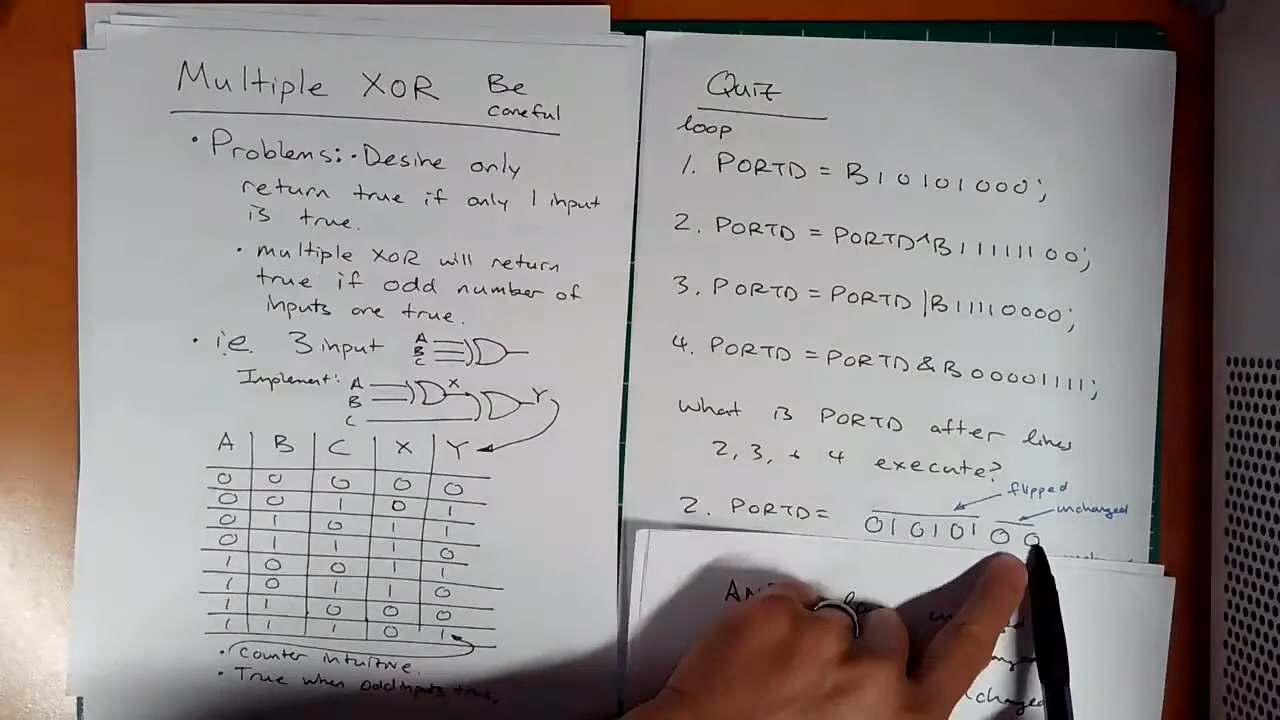 Multiple XOR Be
careful
• Problems: • Desire only
return true if only 1 input
is true.
• multiple XOR will return
true if odd number of
inputs are true.
• i.e. 3 input A
B
C
Implement: A X Y
B
C
A | B | C | X | Y
0 0 0 0 0
0 0 1 0 1
0 1 0 1 1
0 1 1 1 0
1 0 0 1 1
1 0 1 1 0
1 1 0 0 0
1 1 1 0 1
• Counter intuitive.
• True when odd inputs true.
Quiz
loop
1. PORTD = B10101000;
2. PORTD = PORTD^B11111100;
3. PORTD = PORTD|B11110000;
4. PORTD = PORTD & B00001111;
What is PORTD after lines
2, 3, + 4 execute?
flipped
unchanged
2. PORTD = 01010100